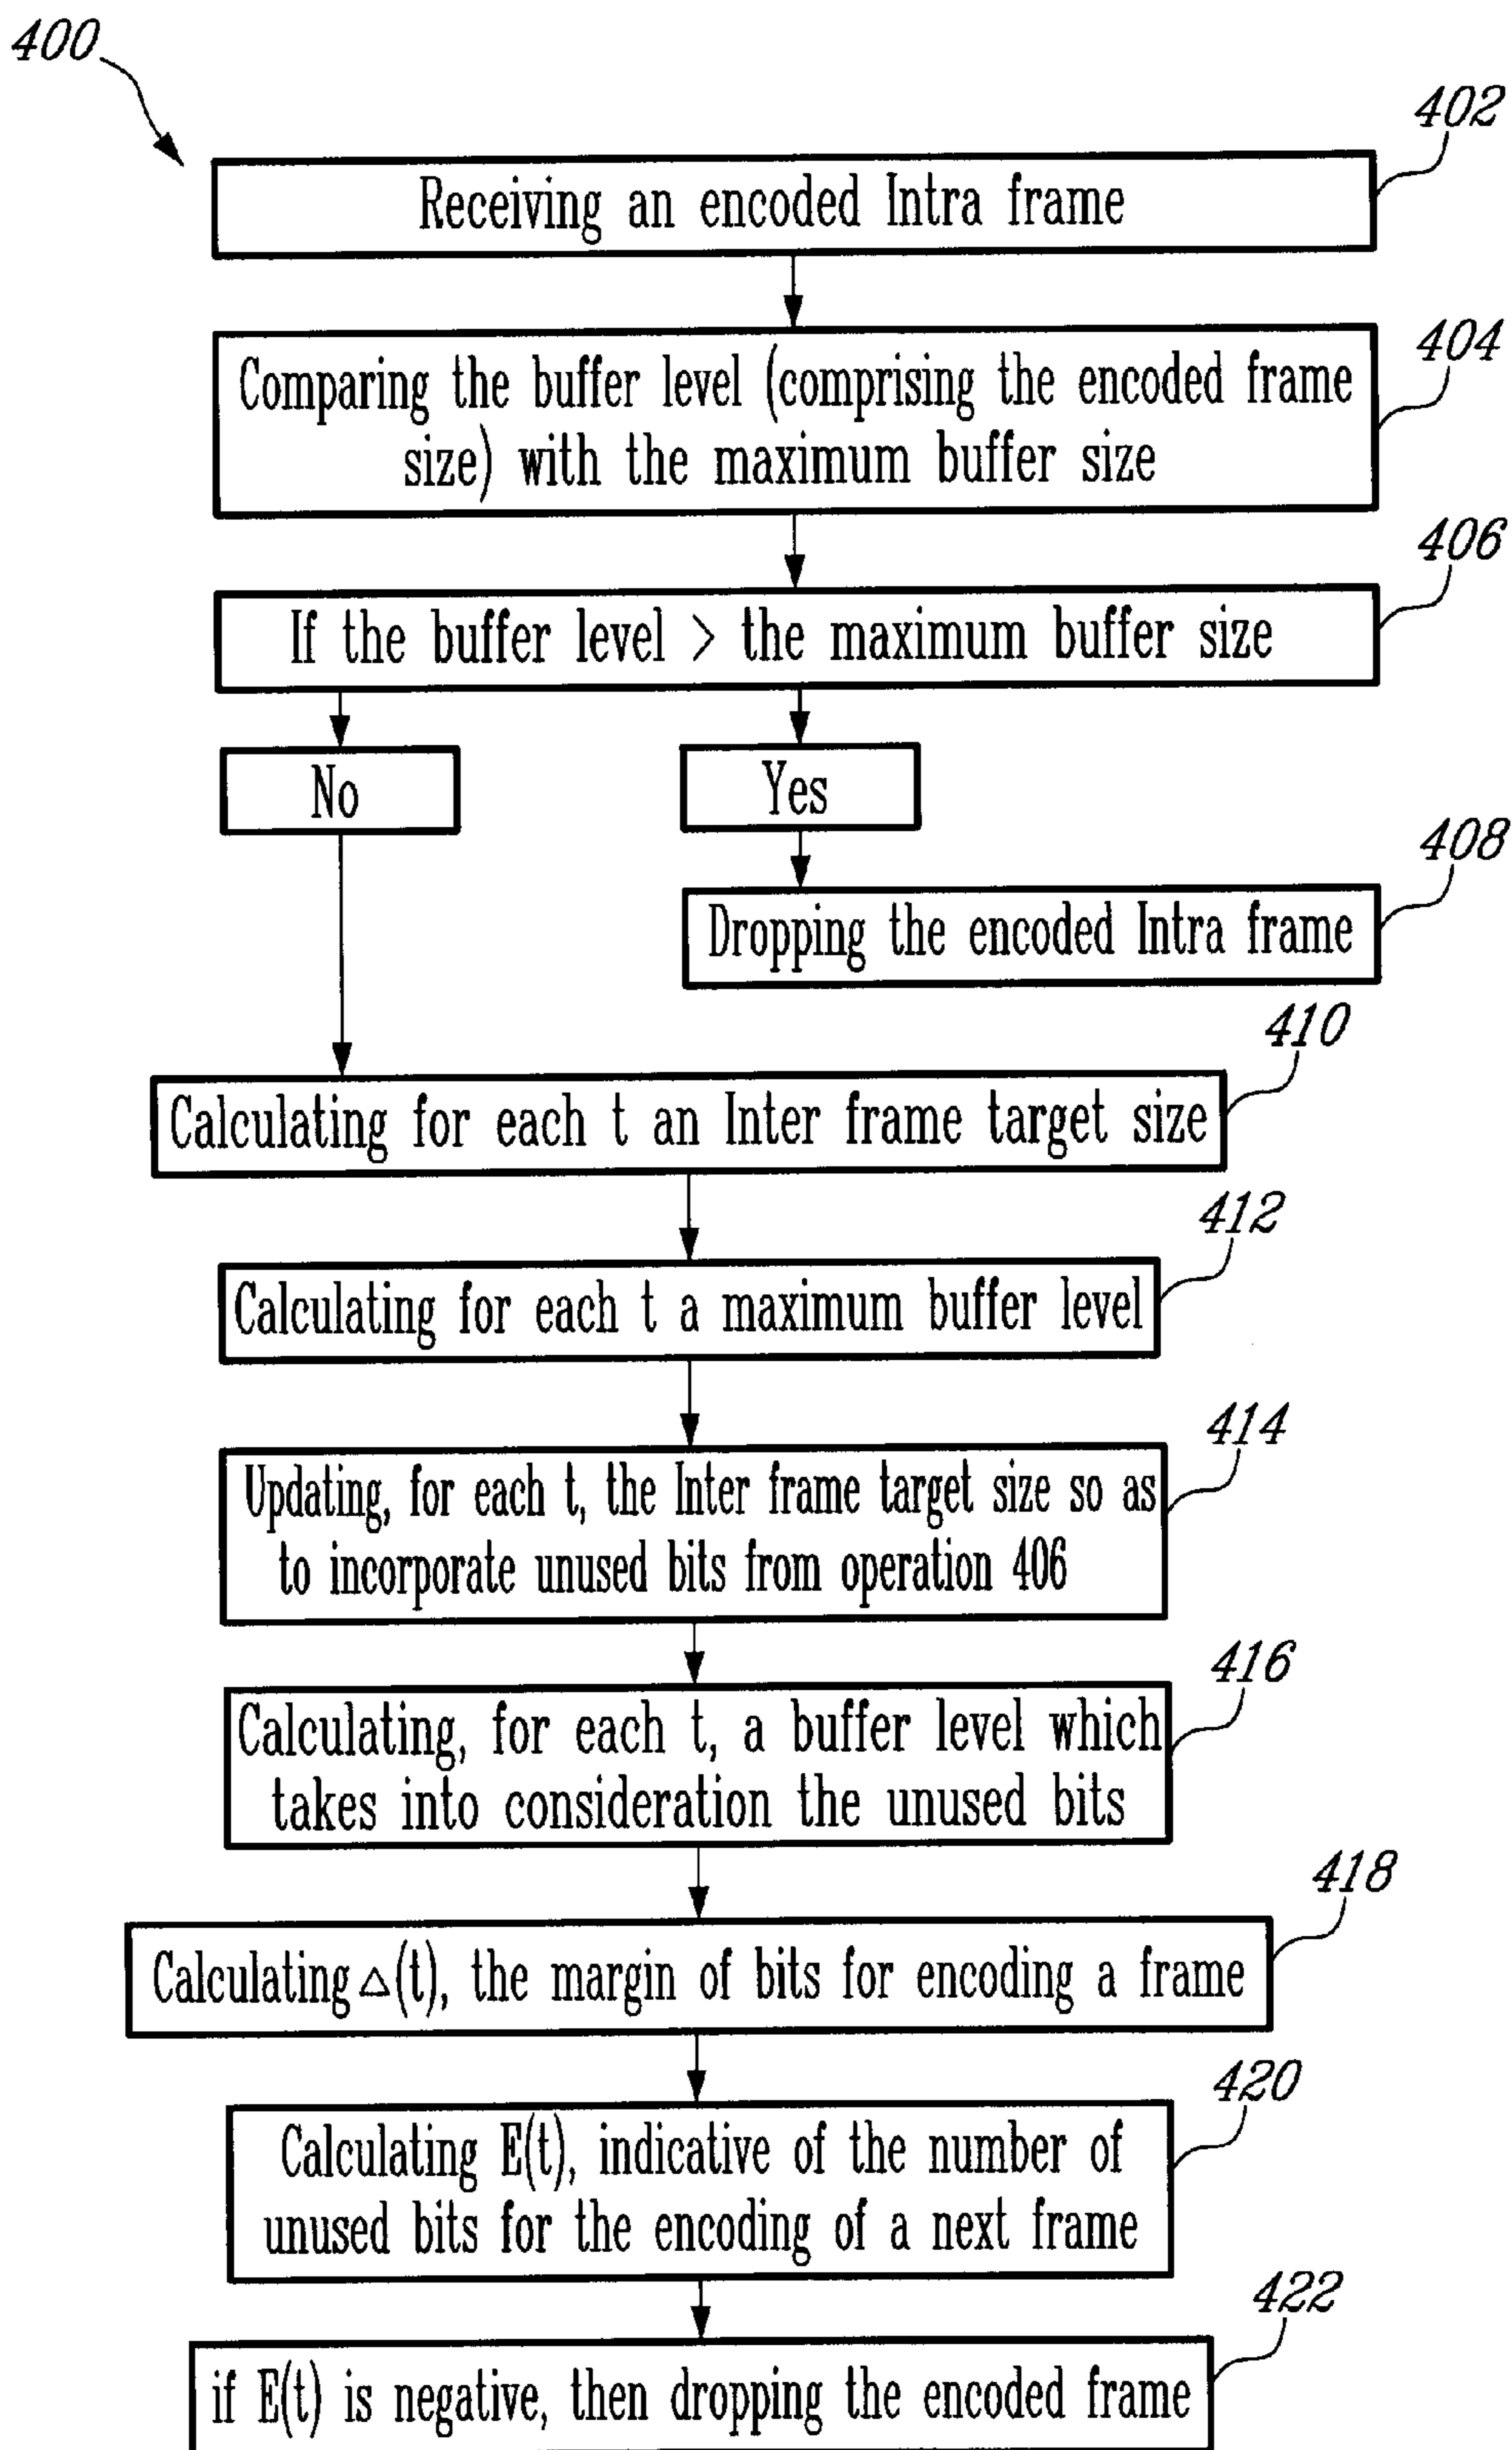 400
402
Receiving an encoded Intra frame
404
Comparing the buffer level (comprising the encoded frame
size) with the maximum buffer size
406
If the buffer level > the maximum buffer size
No
Yes
408
Dropping the encoded Intra frame
410
Calculating for each t an Inter frame target size
412
Calculating for each t a maximum buffer level
414
Updating, for each t, the Inter frame target size so as
to incorporate unused bits from operation 406
416
Calculating, for each t, a buffer level which
takes into consideration the unused bits
418
Calculating △(t), the margin of bits for encoding a frame
420
Calculating E(t), indicative of the number of
unused bits for the encoding of a next frame
422
if E(t) is negative, then dropping the encoded frame